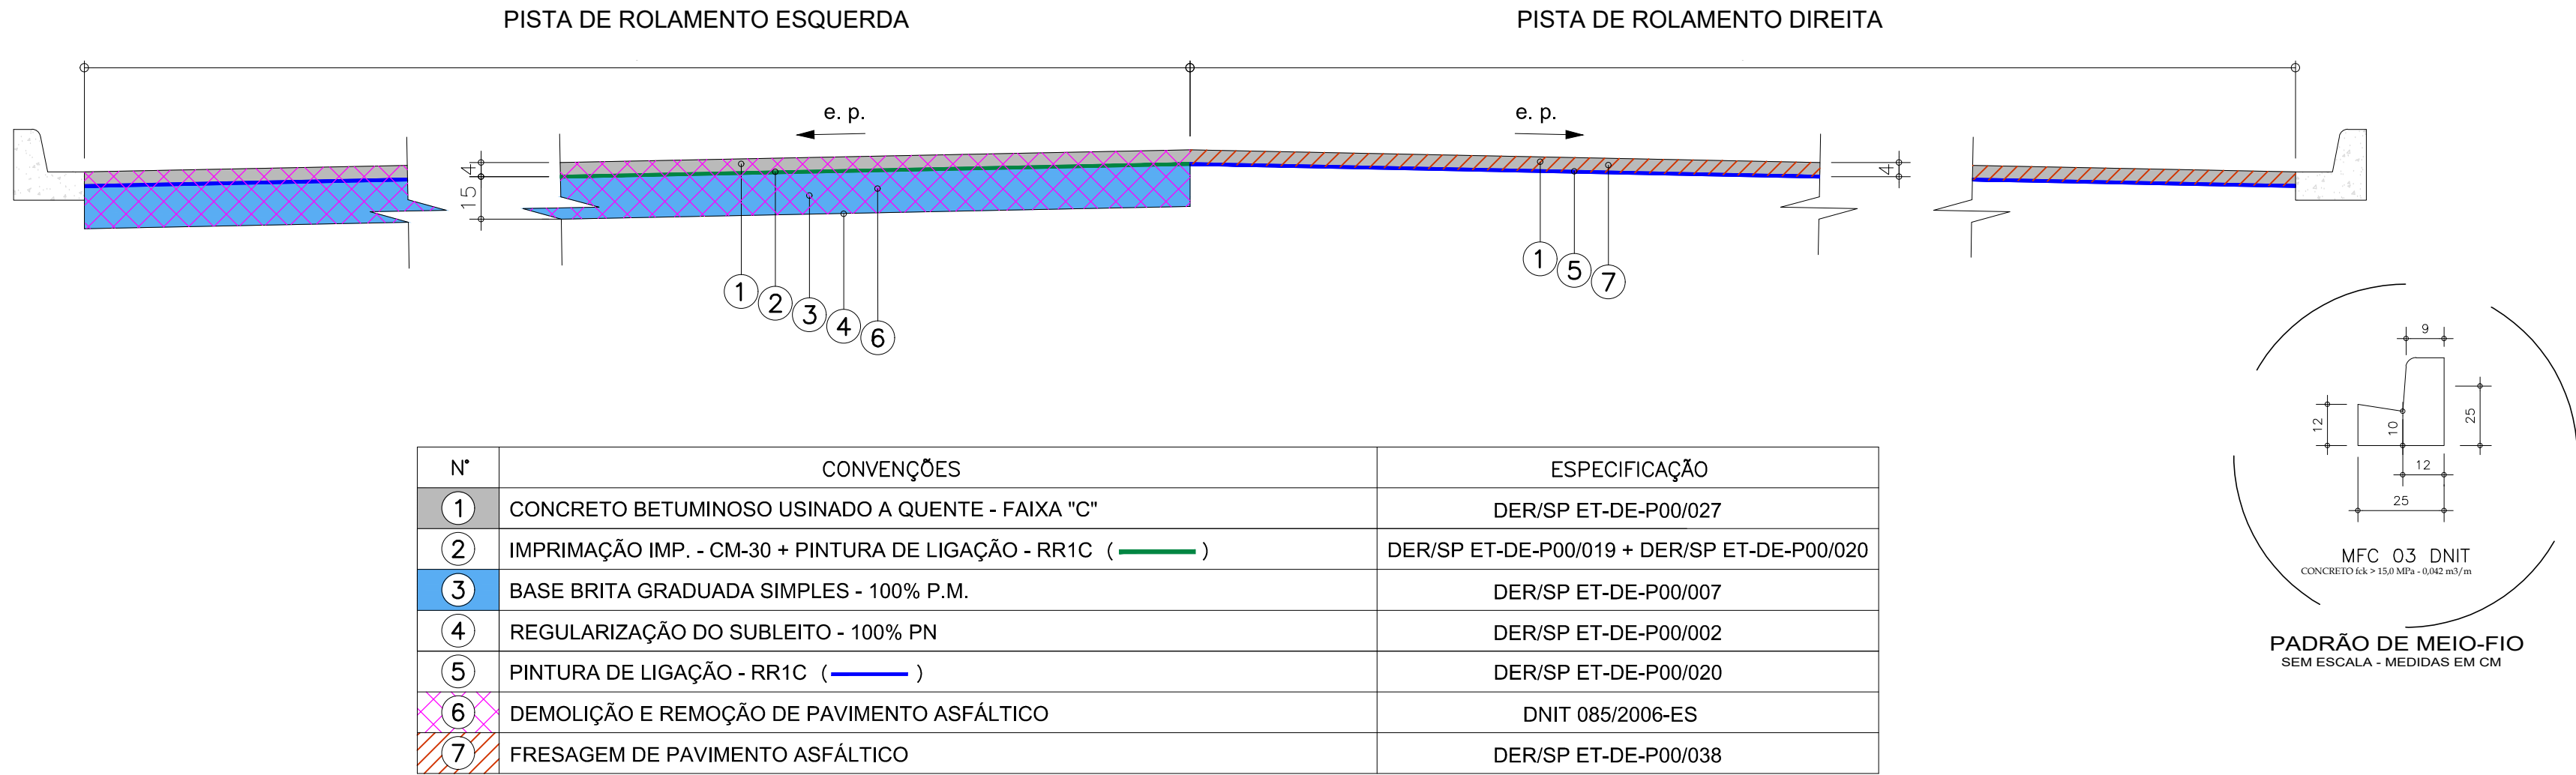 PISTA DE ROLAMENTO ESQUERDA
PISTA DE ROLAMENTO DIREITA
e. p.
e. p.
4
15
4
1
2
3
4
6
1
5
7
N° CONVENÇÕES ESPECIFICAÇÃO
1 CONCRETO BETUMINOSO USINADO A QUENTE - FAIXA "C" DER/SP ET-DE-P00/027
2 IMPRIMAÇÃO IMP. - CM-30 + PINTURA DE LIGAÇÃO - RR1C ( ) DER/SP ET-DE-P00/019 + DER/SP ET-DE-P00/020
3 BASE BRITA GRADUADA SIMPLES - 100% P.M. DER/SP ET-DE-P00/007
4 REGULARIZAÇÃO DO SUBLEITO - 100% PN DER/SP ET-DE-P00/002
5 PINTURA DE LIGAÇÃO - RR1C ( ) DER/SP ET-DE-P00/020
6 DEMOLIÇÃO E REMOÇÃO DE PAVIMENTO ASFÁLTICO DNIT 085/2006-ES
7 FRESAGEM DE PAVIMENTO ASFÁLTICO DER/SP ET-DE-P00/038
9
12
10
25
12
25
MFC 03 DNIT
CONCRETO fck > 15,0 MPa - 0,042 m3/m
PADRÃO DE MEIO-FIO
SEM ESCALA - MEDIDAS EM CM